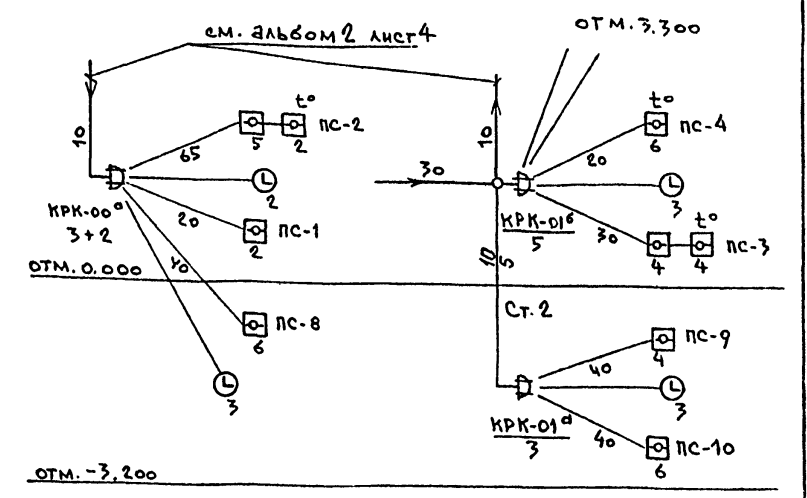 см. альбом 2 лист 4
отм. 3.300
10
65
5
t°
2
ПС-2
2
20
2
ПС-1
КРК-00а
3+2
40
отм. 0.000
6
ПС-8
3
30
10
t°
6
ПС-4
20
3
КРК-01б
5
30
4
t°
4
ПС-3
10
5
Ст. 2
40
4
ПС-9
3
КРК-01а
3
40
6
ПС-10
отм. -3,200